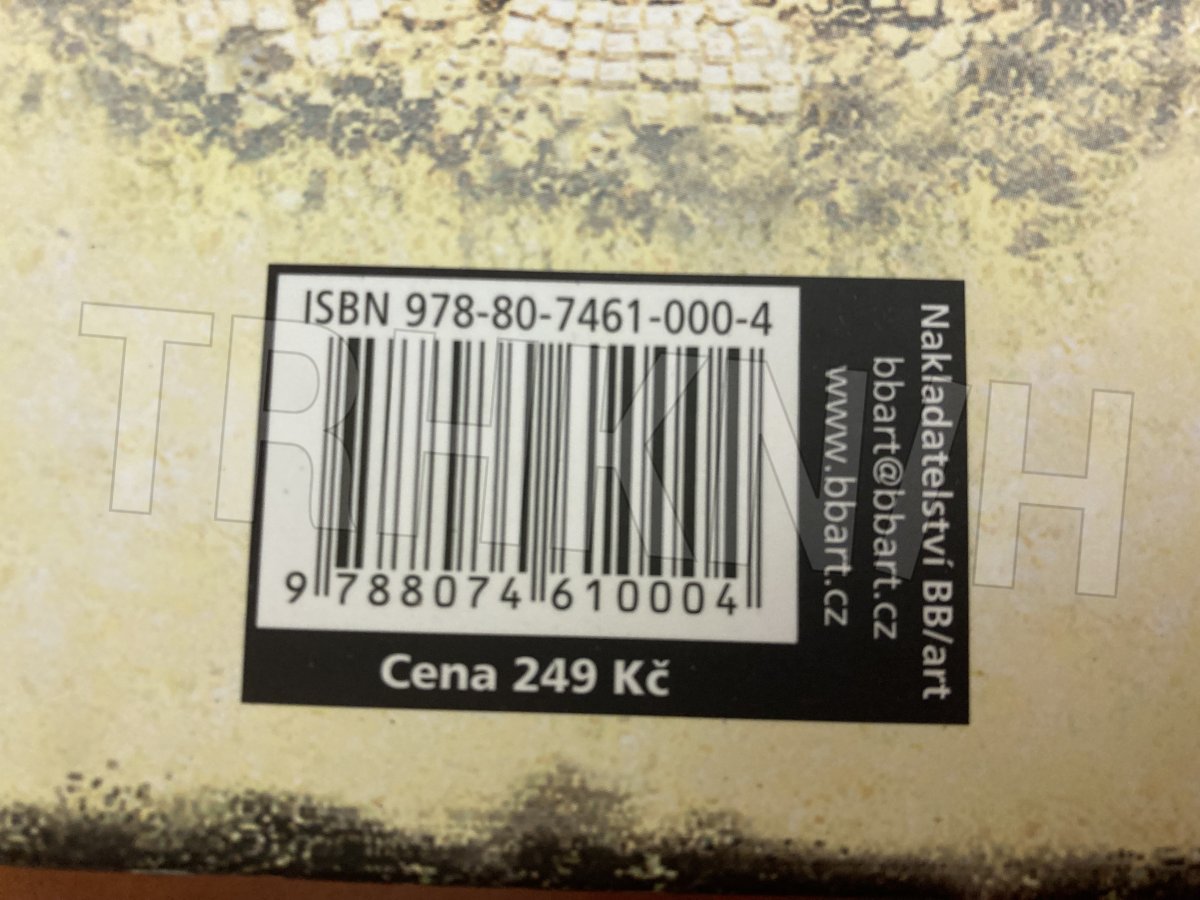 ISBN 978-80-7461-000-4
9 788074 610004
Cena 249 Kč
Nakladatelství BB/art
bbart@bbart.cz
www.bbart.cz
TRHKNIH